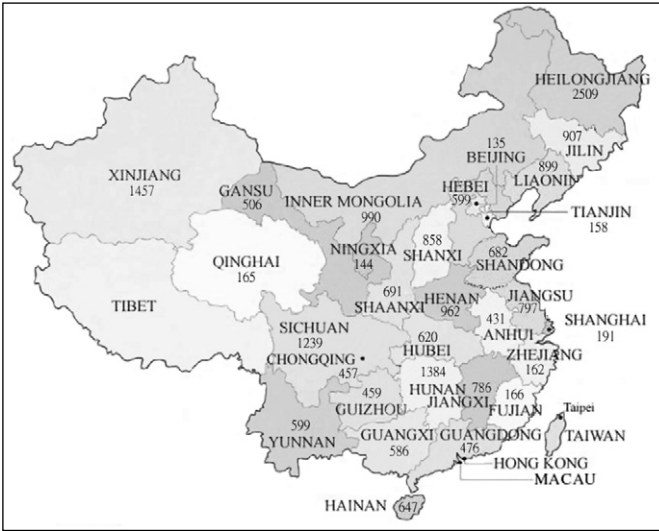 HEILONGJIANG
2509
907
JILIN
135
BEIJING
899
LIAONIN
XINJIANG
1457
GANSU
506
INNER MONGOLIA
990
HEBEI
599
TIANJIN
158
NINGXIA
144
858
SHANXI
682
SHANDONG
QINGHAI
165
691
SHAANXI
HENAN
962
JIANGSU
797
TIBET
431
ANHUI
SHANGHAI
191
SICHUAN
1239
CHONGQING
457
620
HUBEI
ZHEJIANG
162
459
GUIZHOU
1384
HUNAN
786
JIANGXI
166
FUJIAN
Taipei
TAIWAN
599
YUNNAN
GUANGXI
586
GUANGDONG
476
HONG KONG
MACAU
HAINAN
647